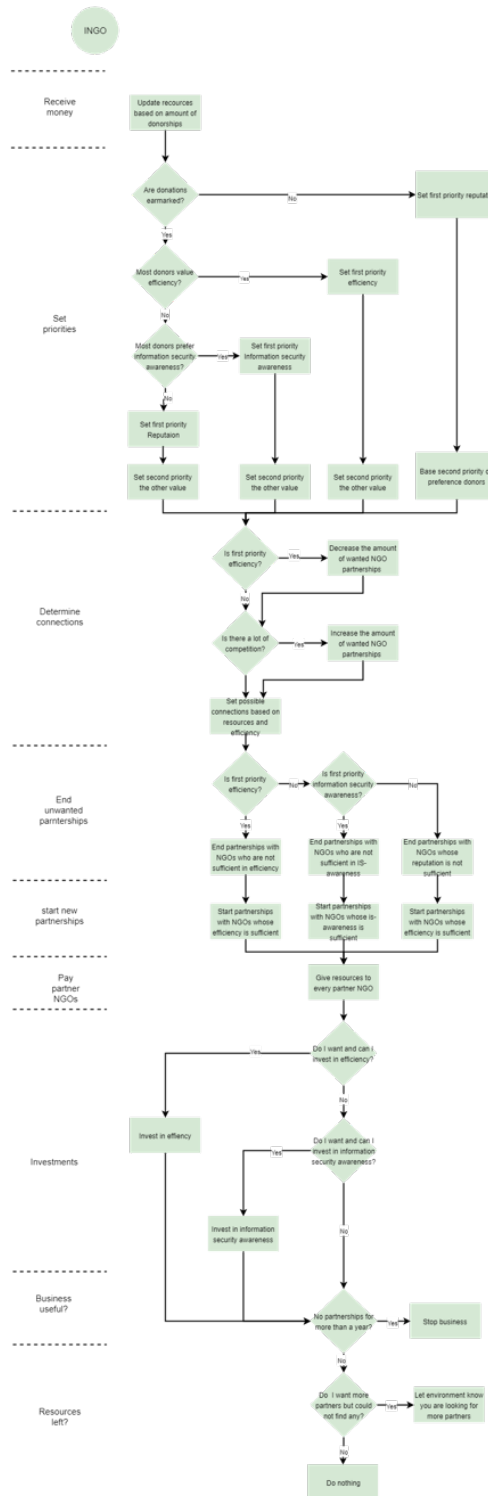 INGO
Receive
money
Update recources
based on amount of
donorships
Are donations
earmarked?
No
Set first priority reputat
Yes
Most donors value
efficiency?
Yes
Set first priority
efficiency
Set
priorities
No
Most donors prefer
information security
awareness?
Yes
Set first priority
Information security
awareness
No
Set first priority
Reputaion
Set second priority
the other value
Set second priority
the other value
Set second priority
the other value
Base second priority o
preference donors
Is first priority
efficiency?
Yes
Decrease the amount
of wanted NGO
partnerships
No
Determine
connections
Is there a lot of
competition?
Yes
Increase the amount
of wanted NGO
partnerships
Set possible
connections based on
resources and
efficiency
Is first priority
efficiency?
No
Is first priority
information security
awareness?
No
End
unwanted
parnterships
Yes
Yes
End partnerships with
NGOs who are not
sufficient in efficiency
End partnerships with
NGOs who are not
sufficient in IS-
awareness
End partnerships with
NGOs whose
reputation is not
sufficient
start new
partnerships
Start partnerships
with NGOs whose
efficiency is sufficient
Start partnerships
with NGOs whose is-
awareness is
sufficient
Start partnerships
with NGOs whose
efficiency is sufficient
Pay
partner
NGOs
Give resources to
every partner NGO
Do I want and can i
invest in efficiency?
Yes
No
Invest in effiency
Do I want and can I
invest in information
security awareness?
Yes
Investments
Invest in information
security awareness
No
Business
useful?
No partnerships for
more than a year?
Yes
Stop business
No
Resources
left?
Do I want more
partners but could
not find any?
Yes
Let environment know
you are looking for
more partners
No
Do nothing